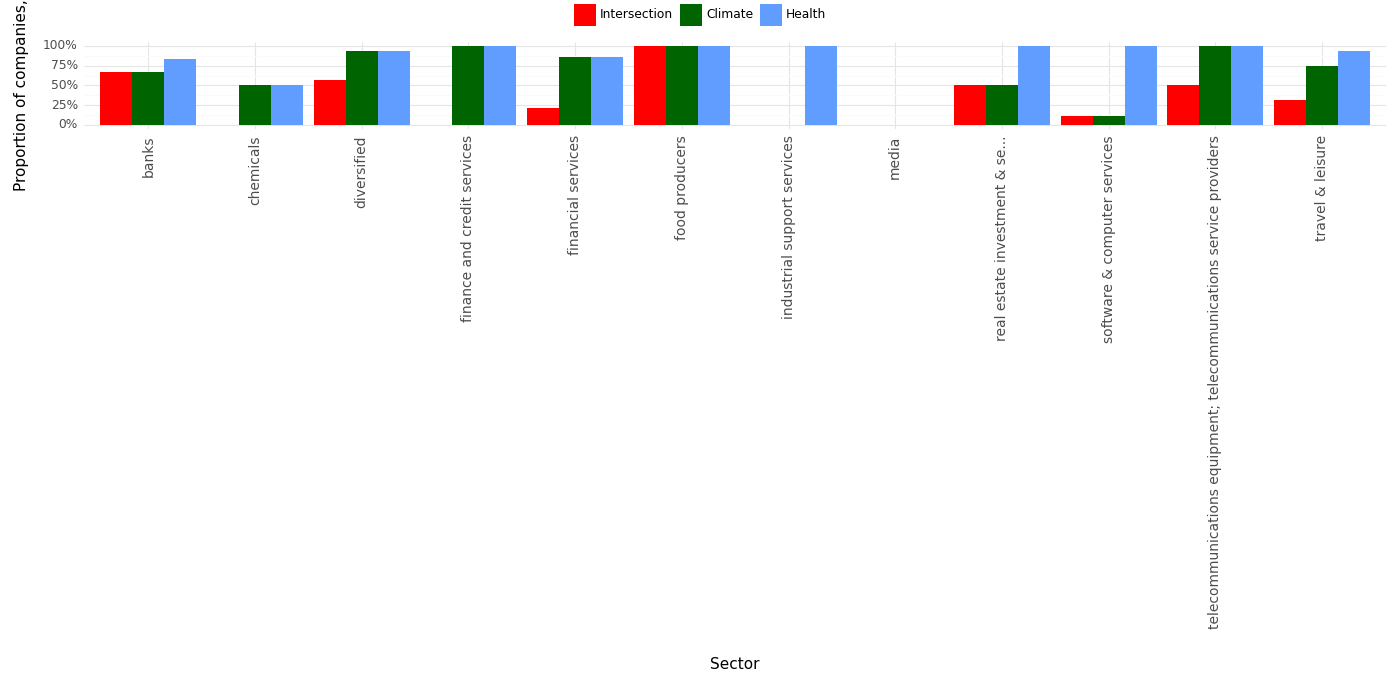 Intersection Climate Health
Proportion of companies,
100%
75%
50%
25%
0%
banks
chemicals
diversified
finance and credit services
financial services
food producers
industrial support services
media
real estate investment & se...
software & computer services
telecommunications equipment; telecommunications service providers
travel & leisure
Sector